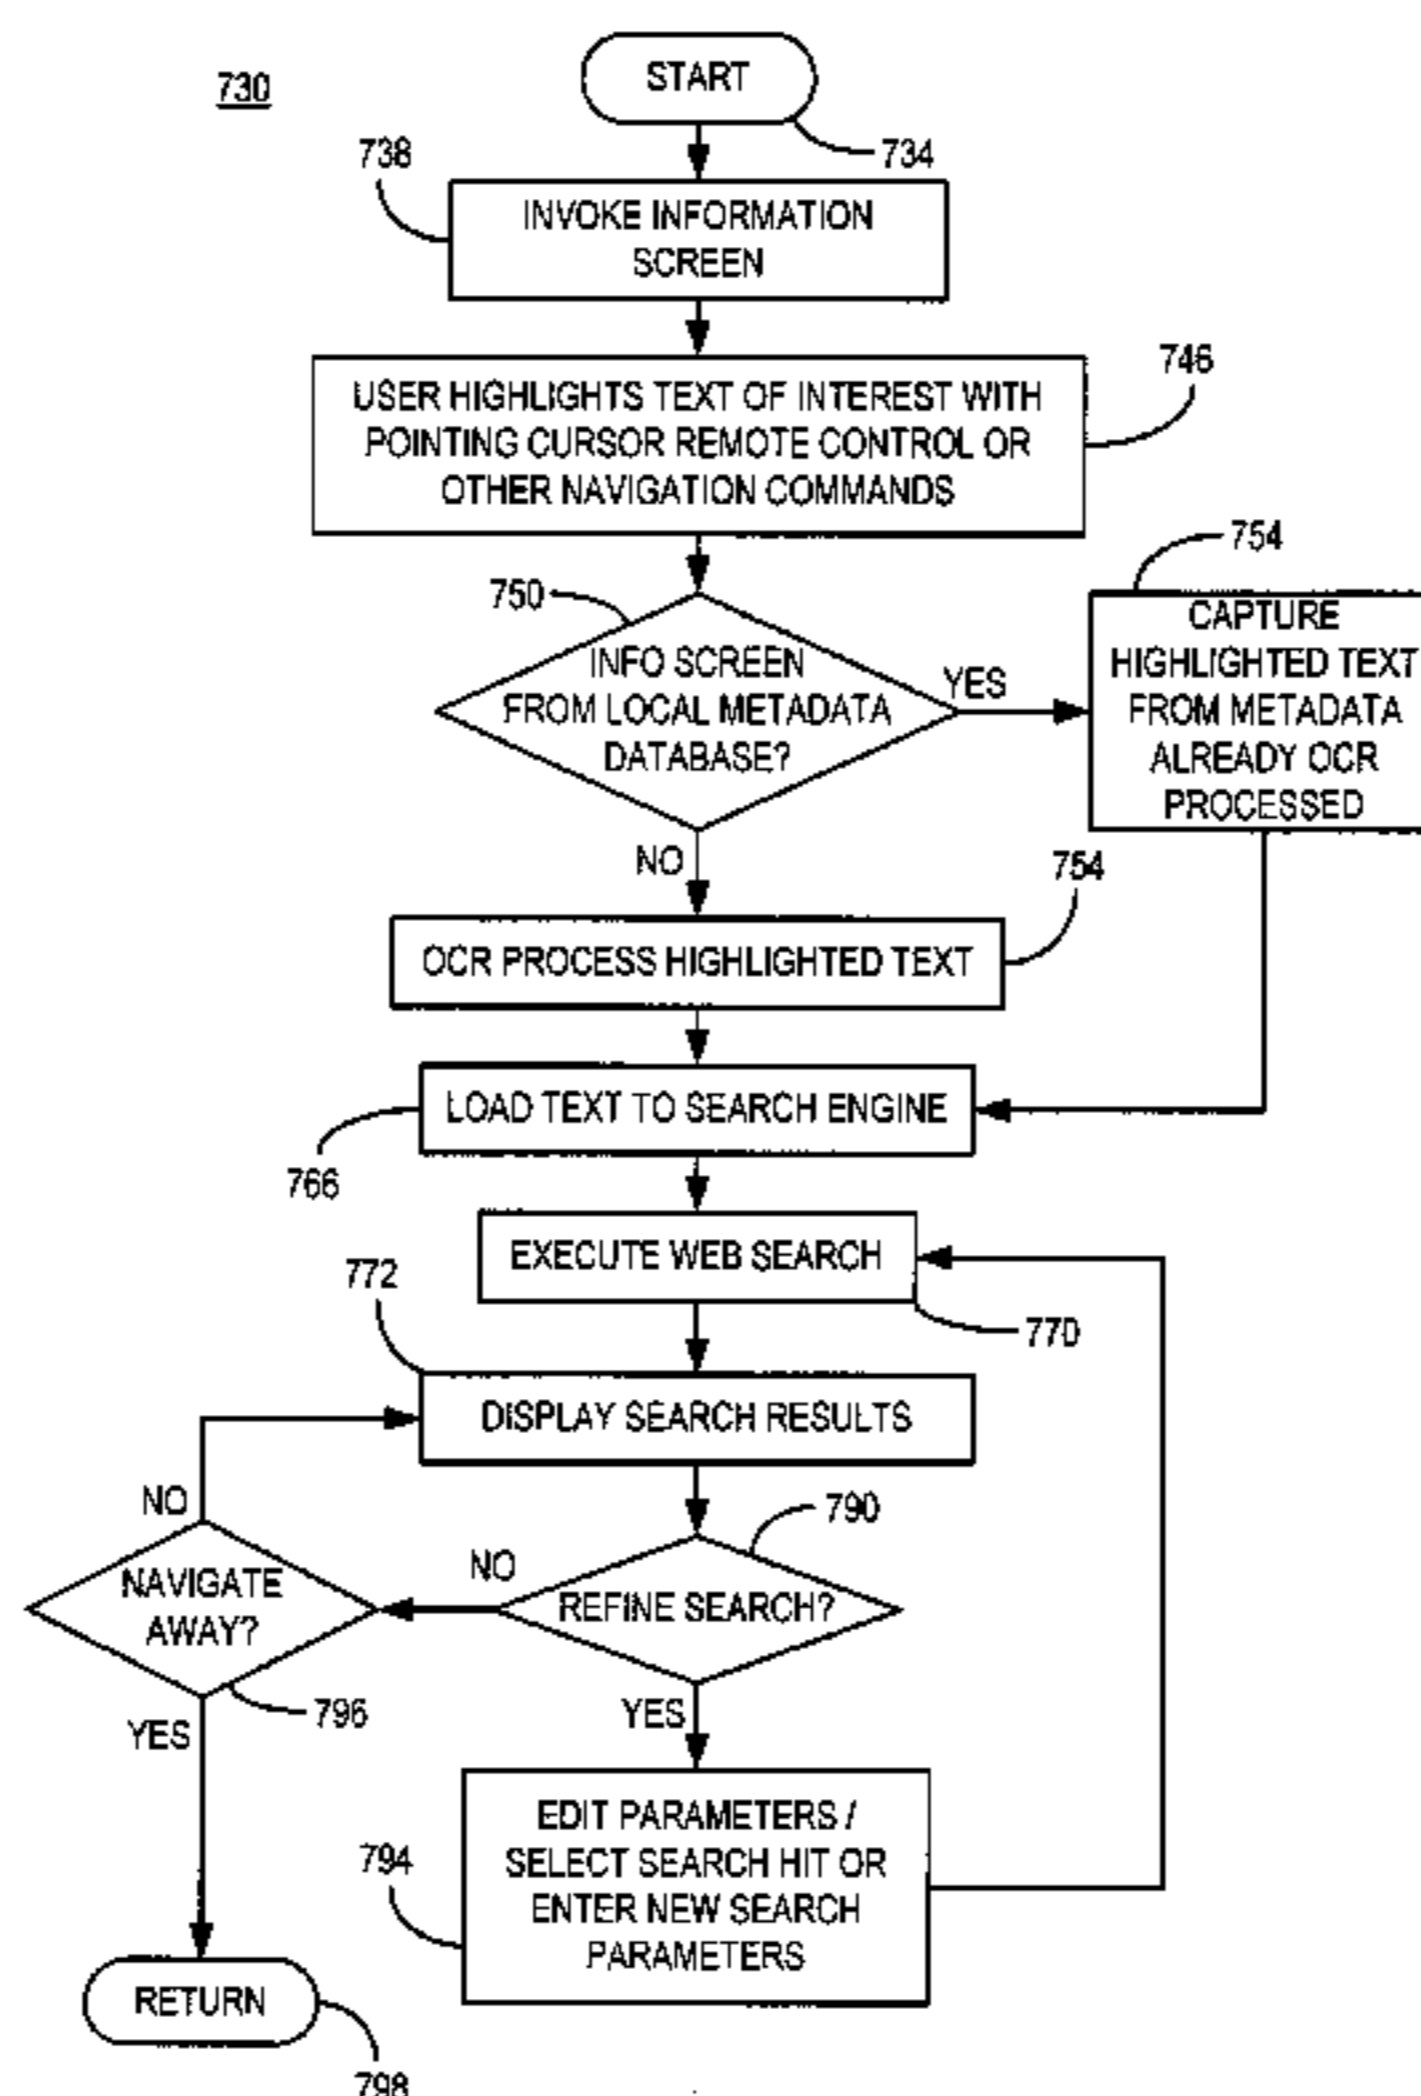 730
START
734
738
INVOKE INFORMATION
SCREEN
746
USER HIGHLIGHTS TEXT OF INTEREST WITH
POINTING CURSOR REMOTE CONTROL OR
OTHER NAVIGATION COMMANDS
750
INFO SCREEN
FROM LOCAL METADATA
DATABASE?
YES
754
CAPTURE
HIGHLIGHTED TEXT
FROM METADATA
ALREADY OCR
PROCESSED
NO
754
OCR PROCESS HIGHLIGHTED TEXT
LOAD TEXT TO SEARCH ENGINE
766
EXECUTE WEB SEARCH
770
772
DISPLAY SEARCH RESULTS
790
REFINE SEARCH?
NO
NAVIGATE
AWAY?
NO
796
YES
YES
794
EDIT PARAMETERS /
SELECT SEARCH HIT OR
ENTER NEW SEARCH
PARAMETERS
RETURN
798